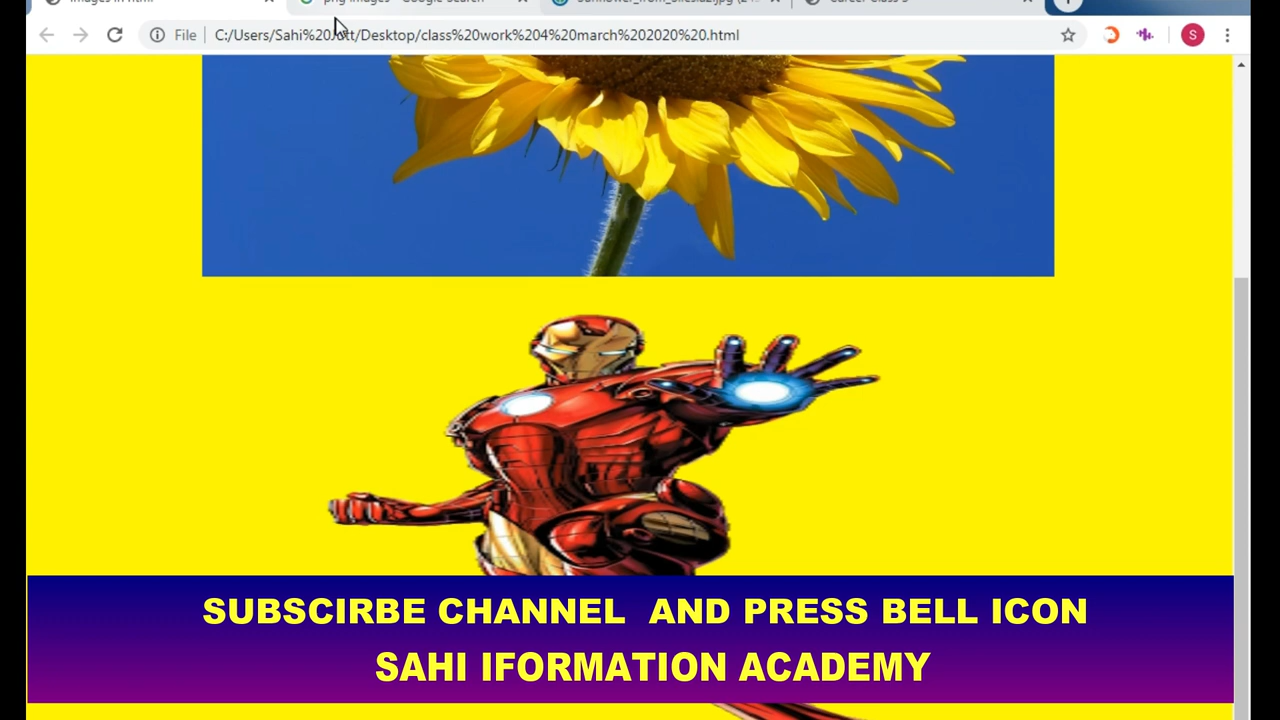 File C:/Users/Sahi%20Jatt/Desktop/class%20work%204%20march%202020%20.html S
SUBSCIRBE CHANNEL AND PRESS BELL ICON
SAHI IFORMATION ACADEMY